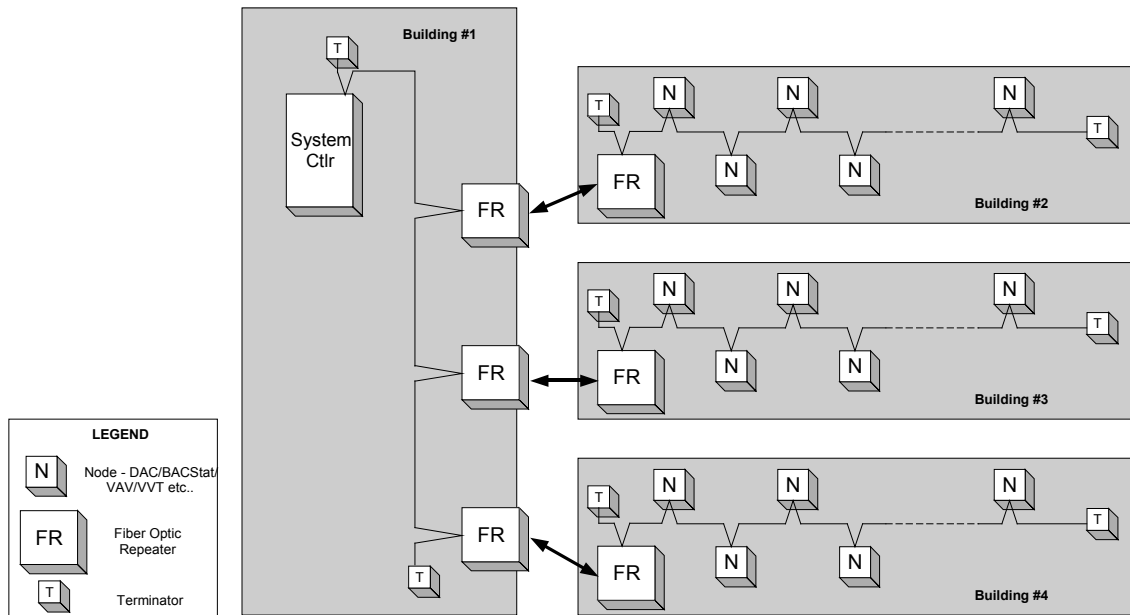 Building #1
T
System
Ctlr
FR
FR
FR
T
T
N
N
N
T
FR
N
N
Building #2
T
N
N
N
T
FR
N
N
Building #3
T
N
N
N
T
FR
N
N
Building #4
LEGEND
N
Node - DAC/BACStat/
VAV/VVT etc..
FR
Fiber Optic
Repeater
T
Terminator